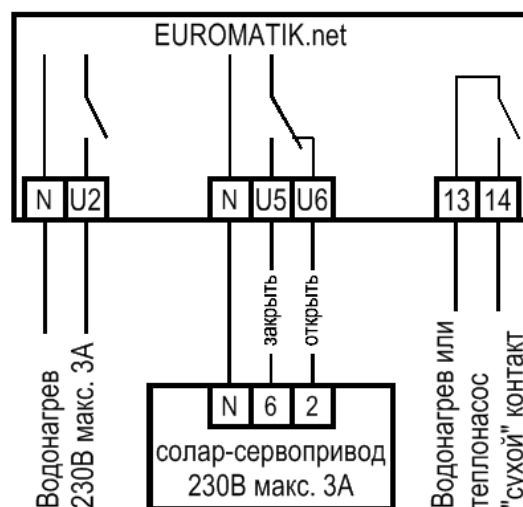 EUROMATIK.net
N U2 N U5 U6 13 14
закрыть
открыть
N 6 2
солар-сервопривод
230В макс. 3А
Водонагрев
230В макс. 3А
Водонагрев или
теплонасос
"сухой" контакт